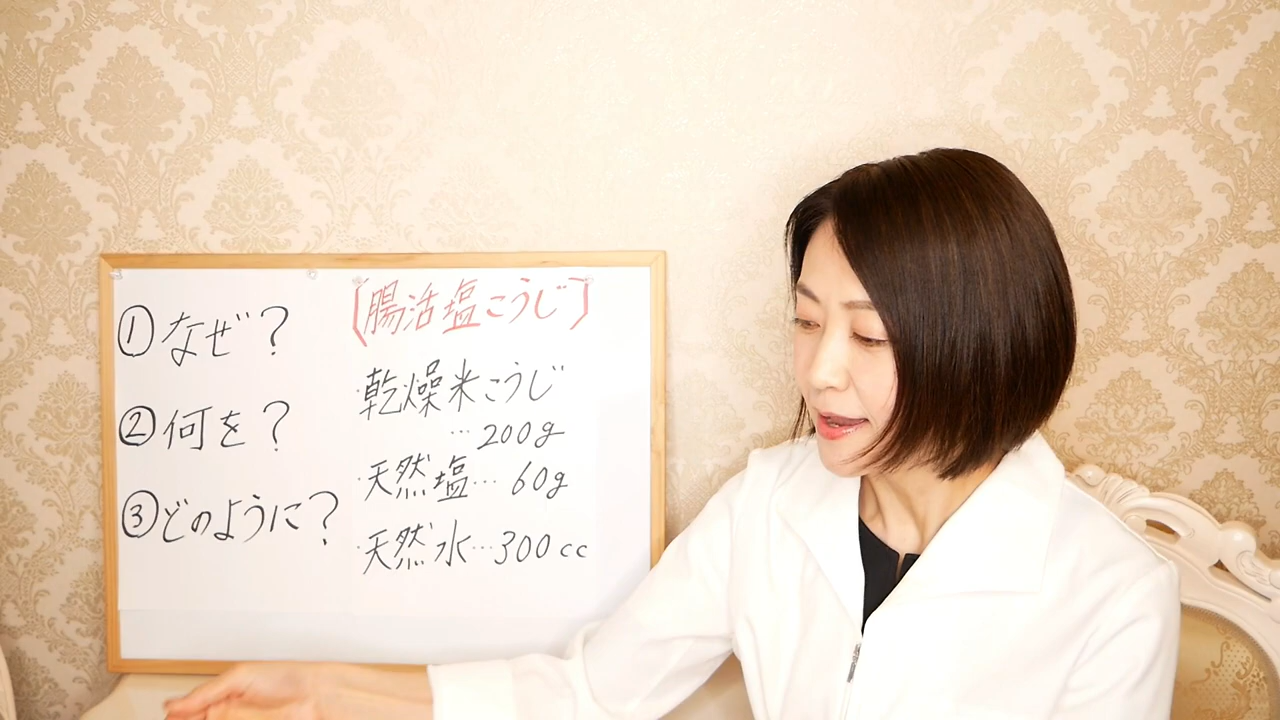 ①なぜ?
②何を?
③どのように?
[腸活塩こうじ]
・乾燥米こうじ
…200g
・天然塩…60g
・天然水…300cc